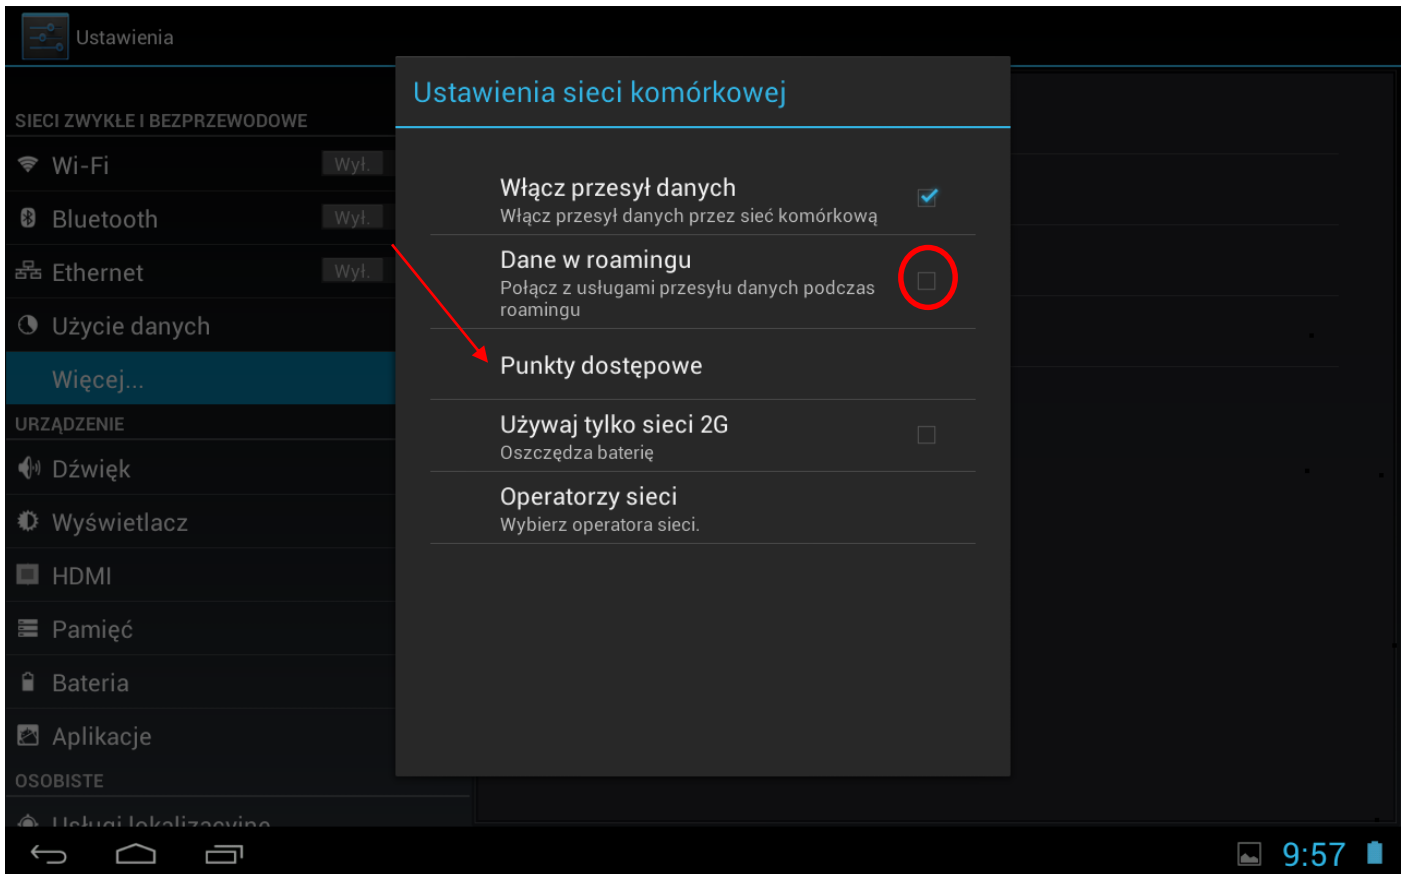 Ustawienia
SIECI ZWYKŁE I BEZPRZEWODOWE
Wi-Fi
Wył.
Bluetooth
Wył.
Ethernet
Wył.
Użycie danych
Więcej...
URZĄDZENIE
Dźwięk
Wyświetlacz
HDMI
Pamięć
Bateria
Aplikacje
OSOBISTE
Usługi lokalizacyjne
Ustawienia sieci komórkowej
Włącz przesył danych
Włącz przesył danych przez sieć komórkową
Dane w roamingu
Połącz z usługami przesyłu danych podczas
roamingu
Punkty dostępowe
Używaj tylko sieci 2G
Oszczędza baterię
Operatorzy sieci
Wybierz operatora sieci.
9:57